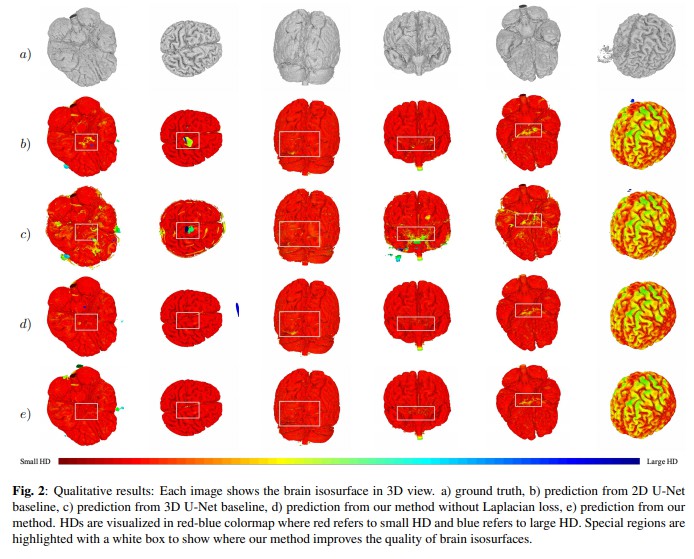 a)
b)
c)
d)
e)
Small HD
Large HD
Fig. 2: Qualitative results: Each image shows the brain isosurface in 3D view. a) ground truth, b) prediction from 2D U-Net
baseline, c) prediction from 3D U-Net baseline, d) prediction from our method without Laplacian loss, e) prediction from our
method. HDs are visualized in red-blue colormap where red refers to small HD and blue refers to large HD. Special regions are
highlighted with a white box to show where our method improves the quality of brain isosurfaces.